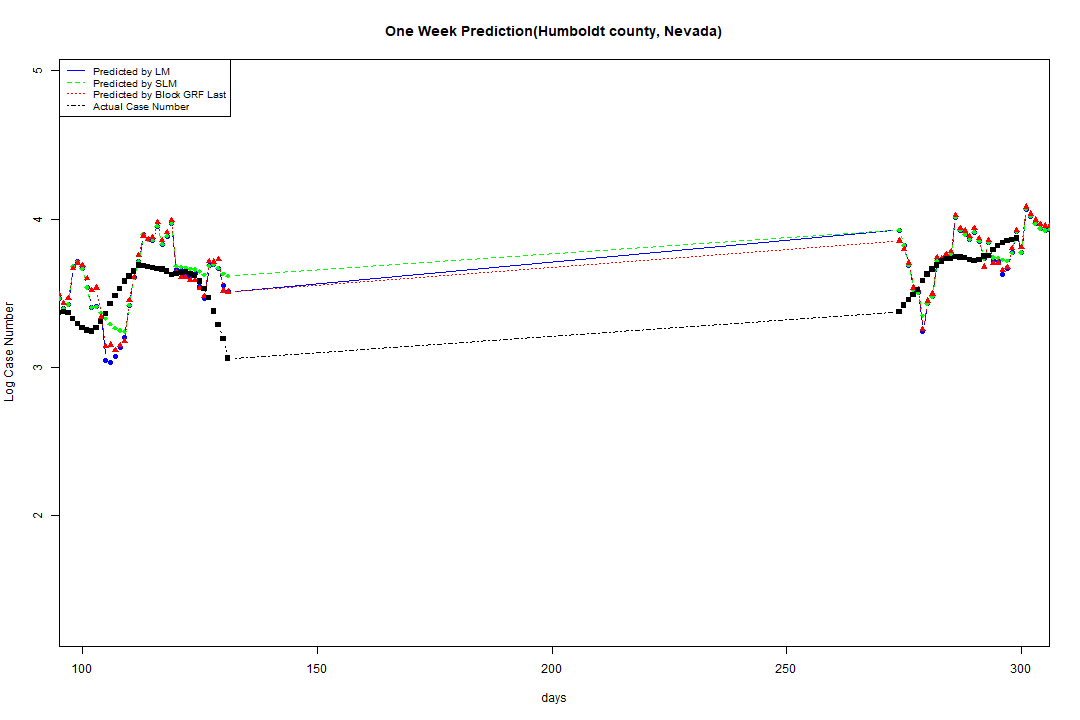 One Week Prediction(Humboldt county, Nevada)
Predicted by LM
Predicted by SLM
Predicted by Block GRF Last
Actual Case Number
5
4
3
2
Log Case Number
100 150 200 250 300
days